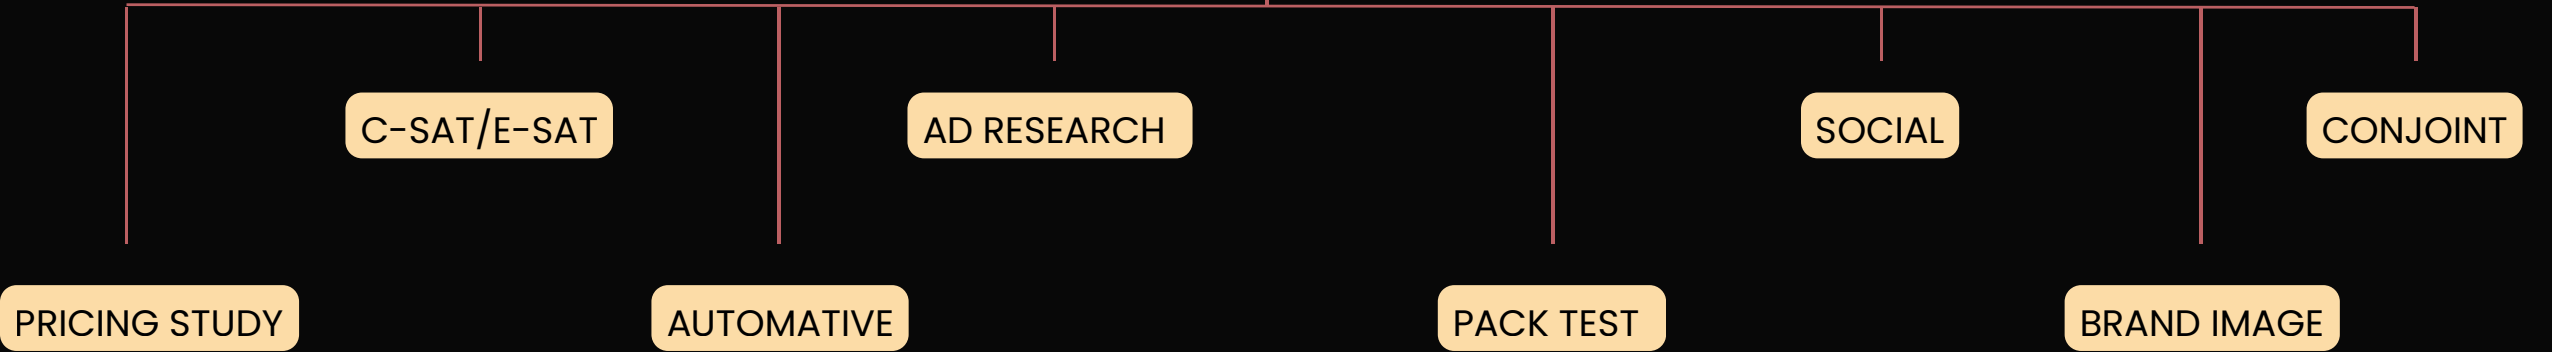 C-SAT/E-SAT
AD RESEARCH
SOCIAL
CONJOINT
PRICING STUDY
AUTOMATIVE
PACK TEST
BRAND IMAGE